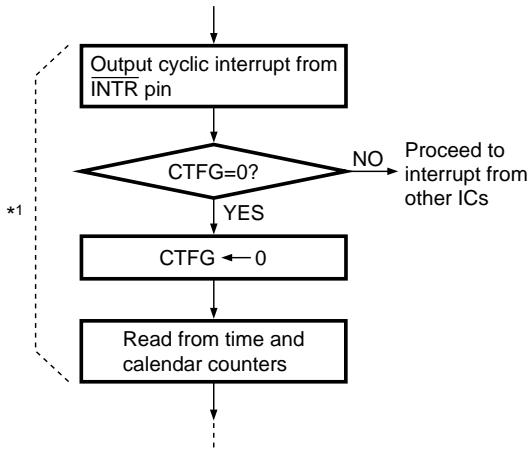 Output cyclic interrupt from
INTR pin
CTFG=0?
NO
Proceed to
interrupt from
other ICs
YES
*1
CTFG ← 0
Read from time and
calendar counters